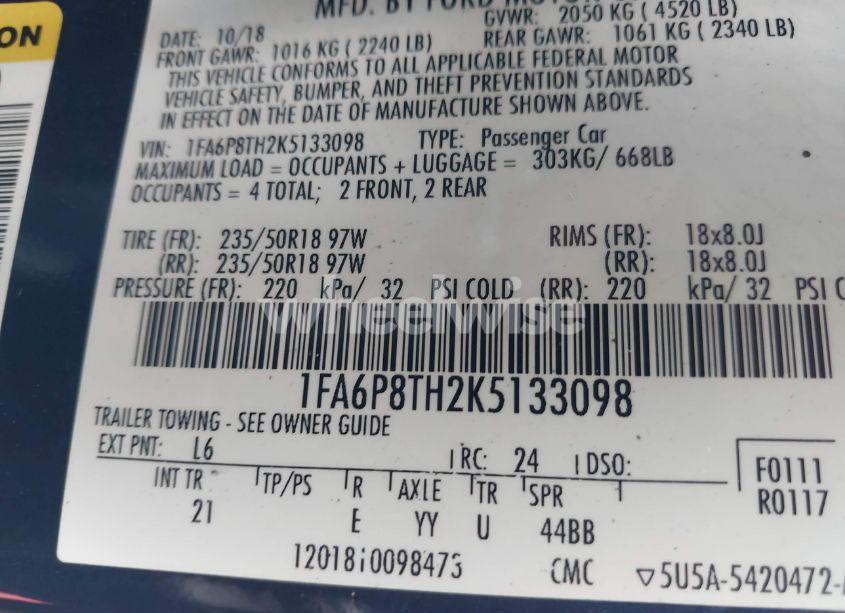 ON
MFD. BY FORD
DATE: 10/18 GVWR: 2050 KG ( 4520 LB)
FRONT GAWR: 1016 KG ( 2240 LB) REAR GAWR: 1061 KG ( 2340 LB)
THIS VEHICLE CONFORMS TO ALL APPLICABLE FEDERAL MOTOR
VEHICLE SAFETY, BUMPER, AND THEFT PREVENTION STANDARDS
IN EFFECT ON THE DATE OF MANUFACTURE SHOWN ABOVE.
VIN: 1FA6P8TH2K5133098 TYPE: Passenger Car
MAXIMUM LOAD = OCCUPANTS + LUGGAGE = 303KG/ 668LB
OCCUPANTS = 4 TOTAL; 2 FRONT, 2 REAR
TIRE (FR): 235/50R18 97W RIMS (FR): 18x8.0J
(RR): 235/50R18 97W (RR): 18x8.0J
PRESSURE (FR): 220 kPa/ 32 PSI COLD (RR): 220 kPa/ 32 PSI
wheelwise
1FA6P8TH2K5133098
TRAILER TOWING - SEE OWNER GUIDE
EXT PNT: L6 RC: 24 DSO: F0111
INT TR TP/PS R AXLE TR SPR R0117
21 E YY U 44BB
12018i0098473 CMC ▽5U5A-5420472-